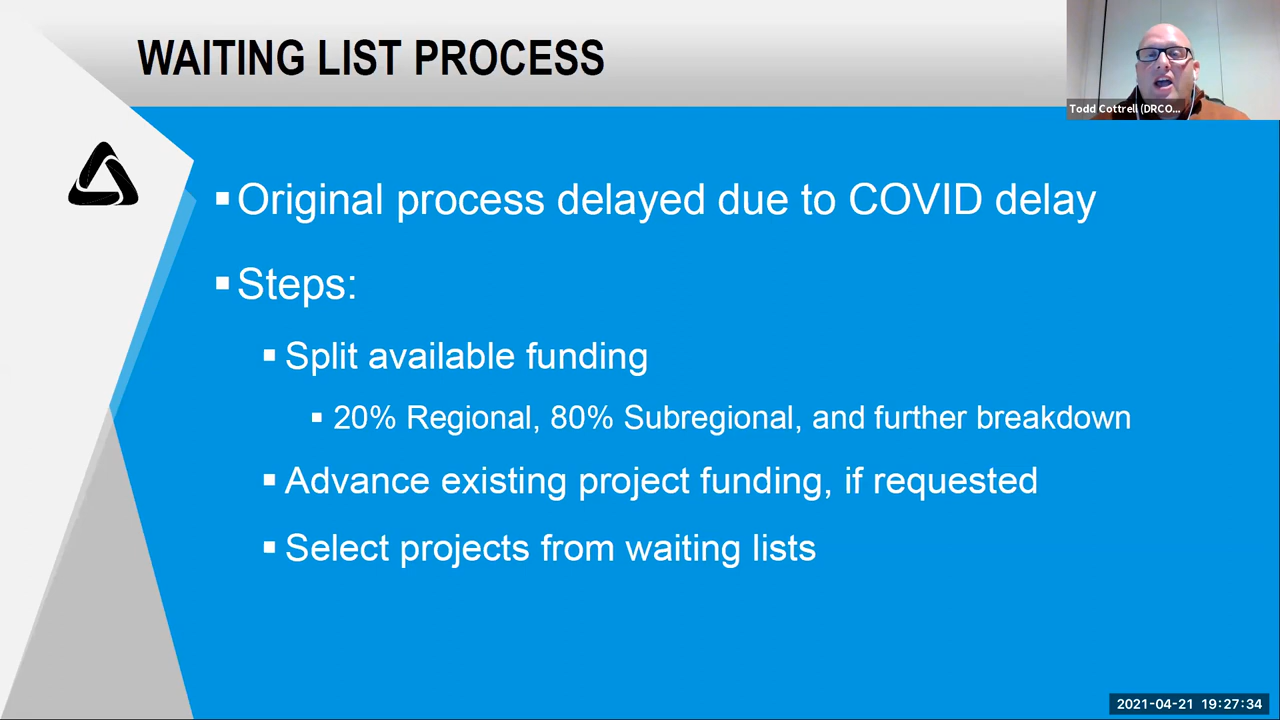 WAITING LIST PROCESS
Todd Cottrell (DRCO...
▪Original process delayed due to COVID delay
▪Steps:
▪Split available funding
▪20% Regional, 80% Subregional, and further breakdown
▪Advance existing project funding, if requested
▪Select projects from waiting lists
2021-04-21 19:27:34